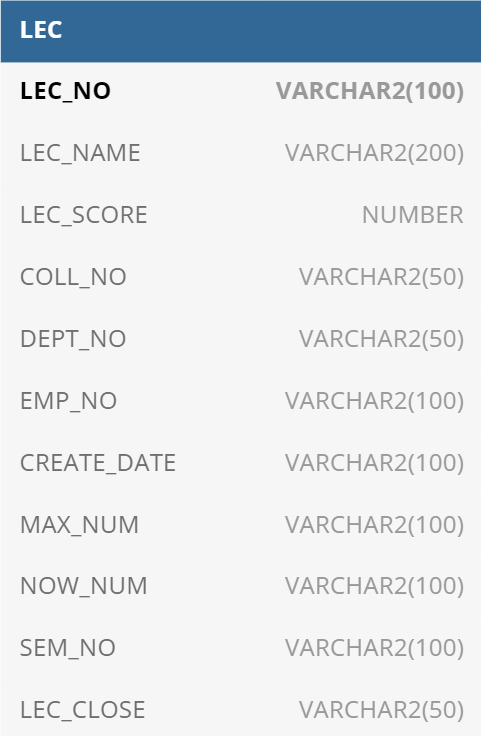 LEC
LEC_NO VARCHAR2(100)
LEC_NAME VARCHAR2(200)
LEC_SCORE NUMBER
COLL_NO VARCHAR2(50)
DEPT_NO VARCHAR2(50)
EMP_NO VARCHAR2(100)
CREATE_DATE VARCHAR2(100)
MAX_NUM VARCHAR2(100)
NOW_NUM VARCHAR2(100)
SEM_NO VARCHAR2(100)
LEC_CLOSE VARCHAR2(50)